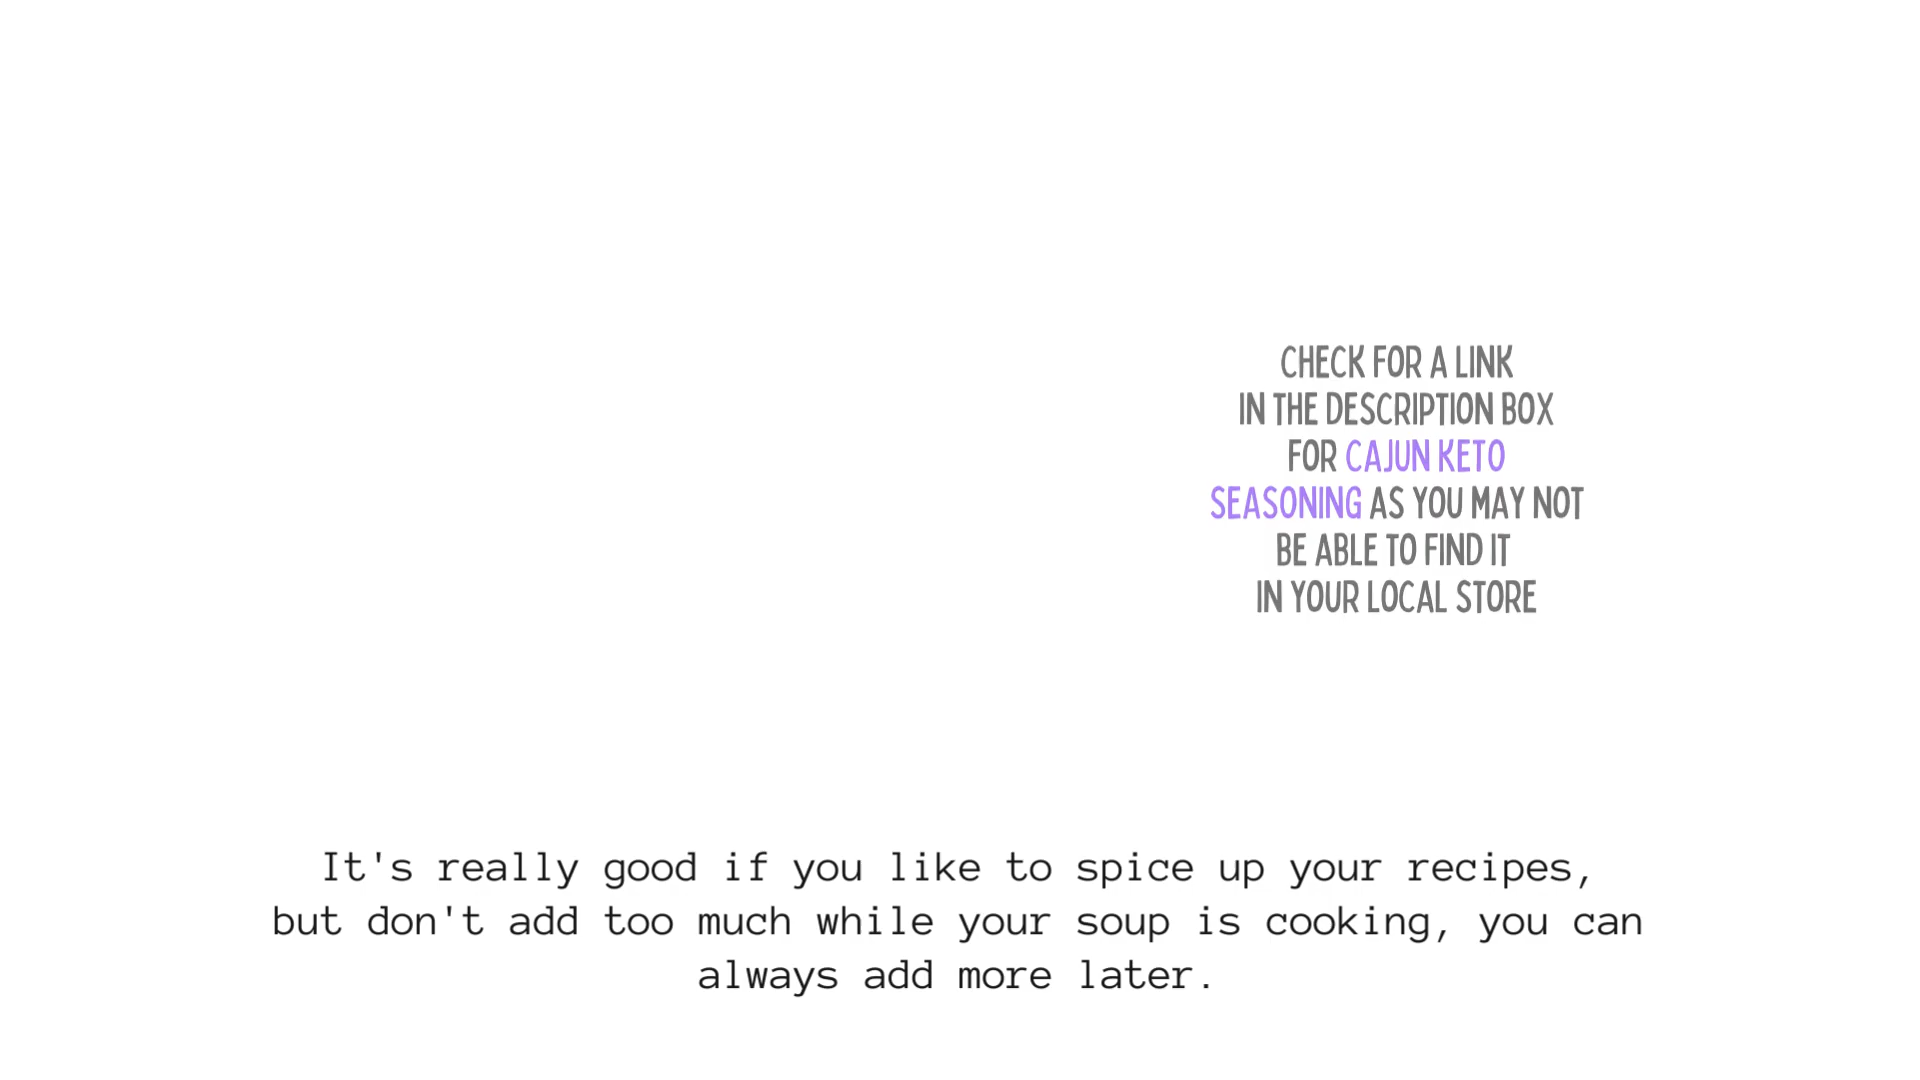 CHECK FOR A LINK
IN THE DESCRIPTION BOX
FOR CAJUN KETO
SEASONING AS YOU MAY NOT
BE ABLE TO FIND IT
IN YOUR LOCAL STORE
It's really good if you like to spice up your recipes,
but don't add too much while your soup is cooking, you can
always add more later.